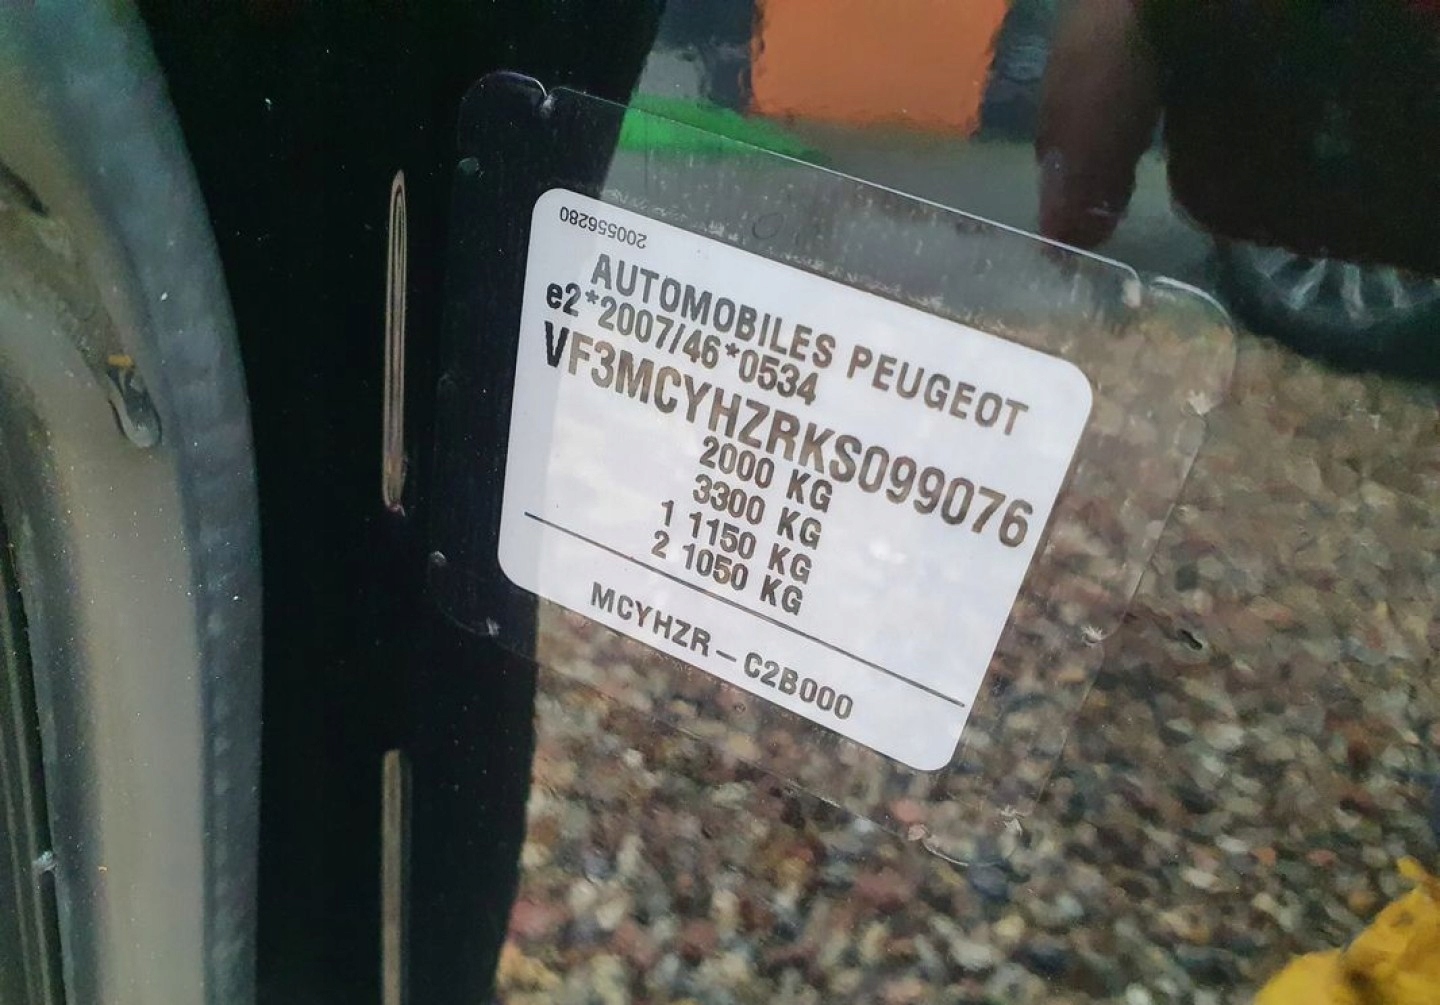 200556280
AUTOMOBILES PEUGEOT
e2*2007/46*0534
VF3MCYHZRKS099076
2000 KG
3300 KG
1 1150 KG
2 1050 KG
MCYHZR – C2B000